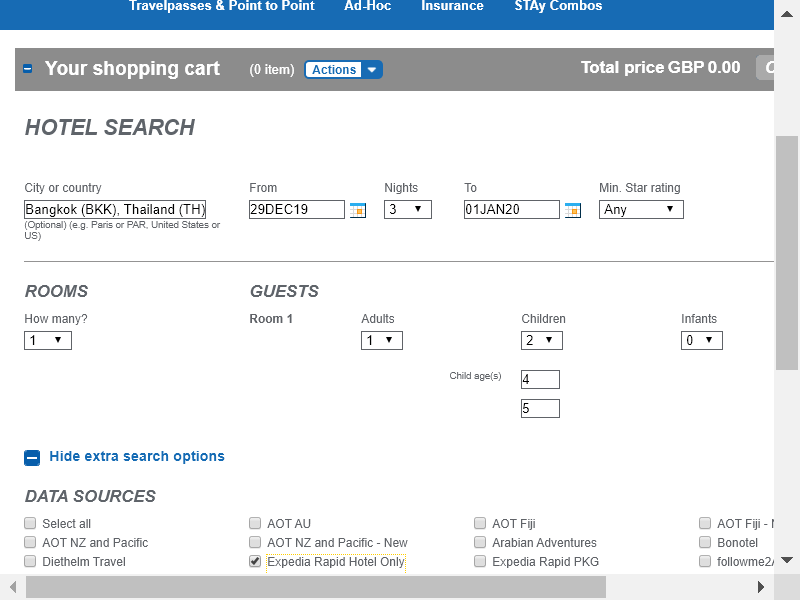 Travelpasses & Point to Point Ad-Hoc Insurance STAy Combos
Your shopping cart (0 item) Actions Total price GBP 0.00
HOTEL SEARCH
City or country From Nights To Min. Star rating
Bangkok (BKK), Thailand (TH) 29DEC19 3 01JAN20 Any
(Optional) (e.g. Paris or PAR, United States or
US)
ROOMS GUESTS
How many? Room 1 Adults Children Infants
1 1 2 0
Child age(s) 4
5
Hide extra search options
DATA SOURCES
Select all AOT AU AOT Fiji AOT Fiji -
AOT NZ and Pacific AOT NZ and Pacific - New Arabian Adventures Bonotel
Diethelm Travel Expedia Rapid Hotel Only Expedia Rapid PKG